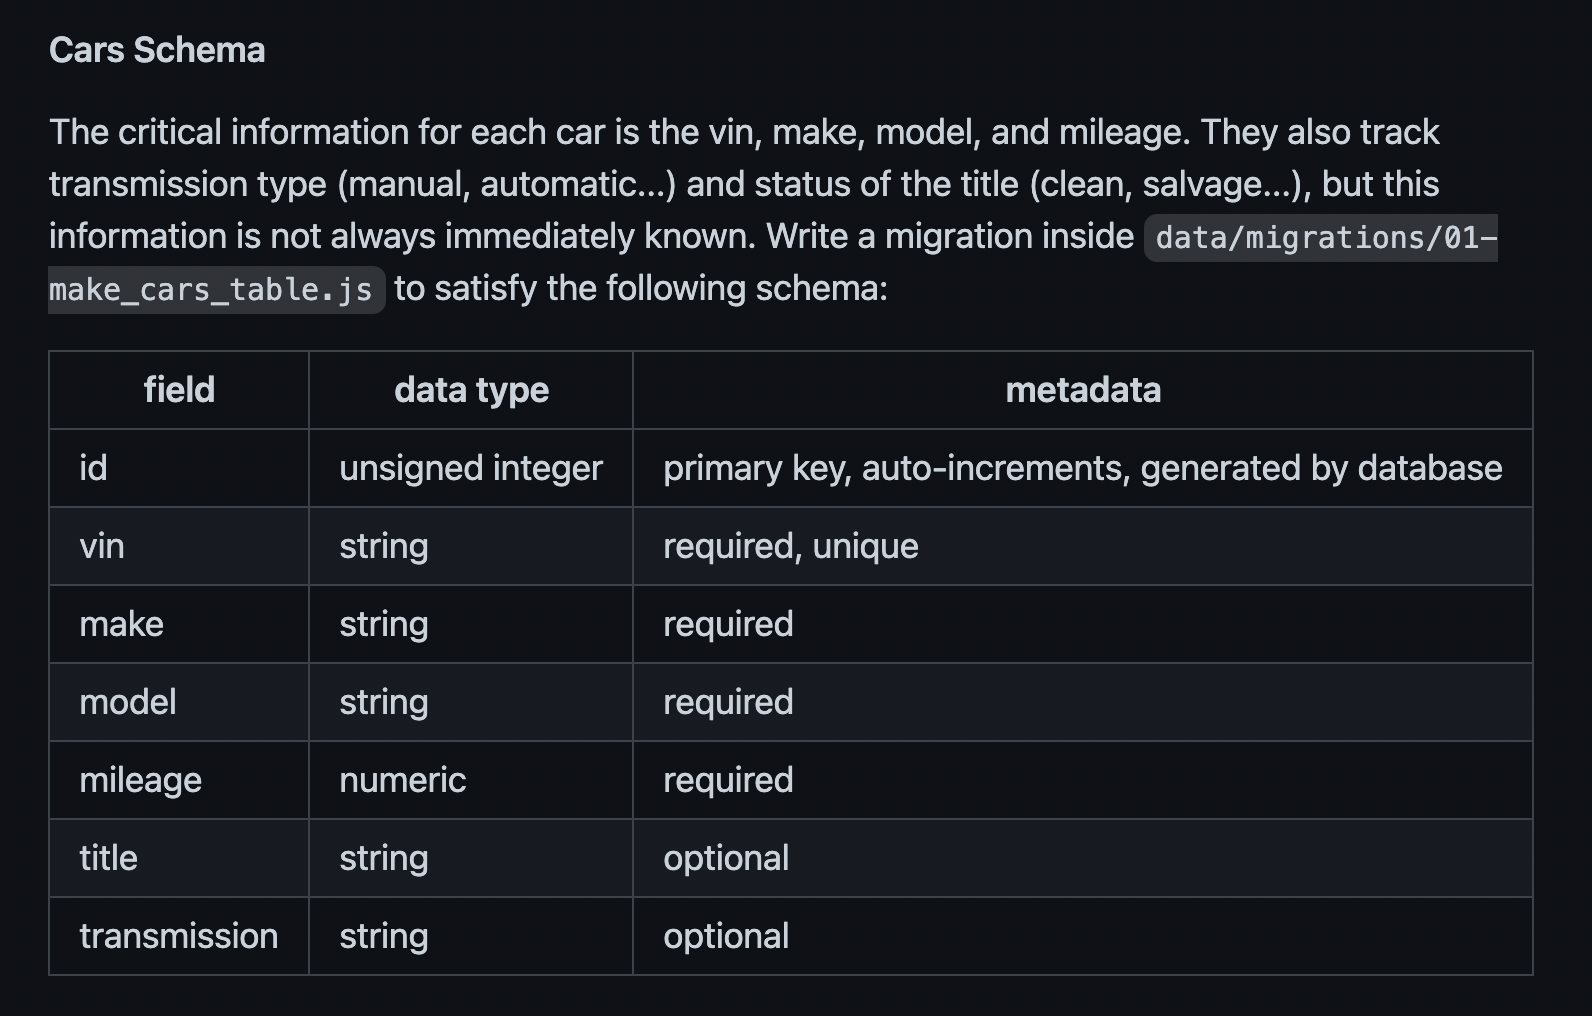 Cars Schema
The critical information for each car is the vin, make, model, and mileage. They also track
transmission type (manual, automatic...) and status of the title (clean, salvage...), but this
information is not always immediately known. Write a migration inside data/migrations/01-
make_cars_table.js to satisfy the following schema:
field data type metadata
id unsigned integer primary key, auto-increments, generated by database
vin string required, unique
make string required
model string required
mileage numeric required
title string optional
transmission string optional